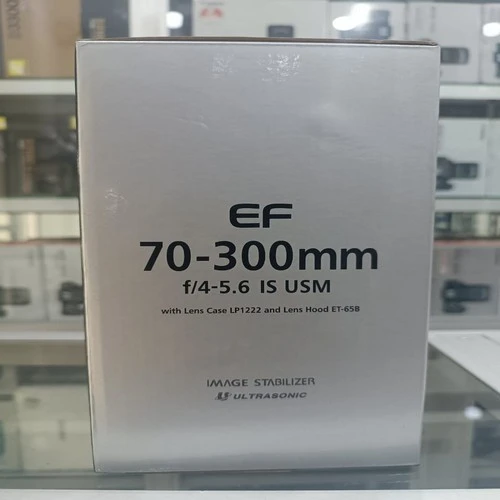 EF
70-300mm
f/4-5.6 IS USM
with Lens Case LP1222 and Lens Hood ET-65B
IMAGE STABILIZER
ULTRASONIC